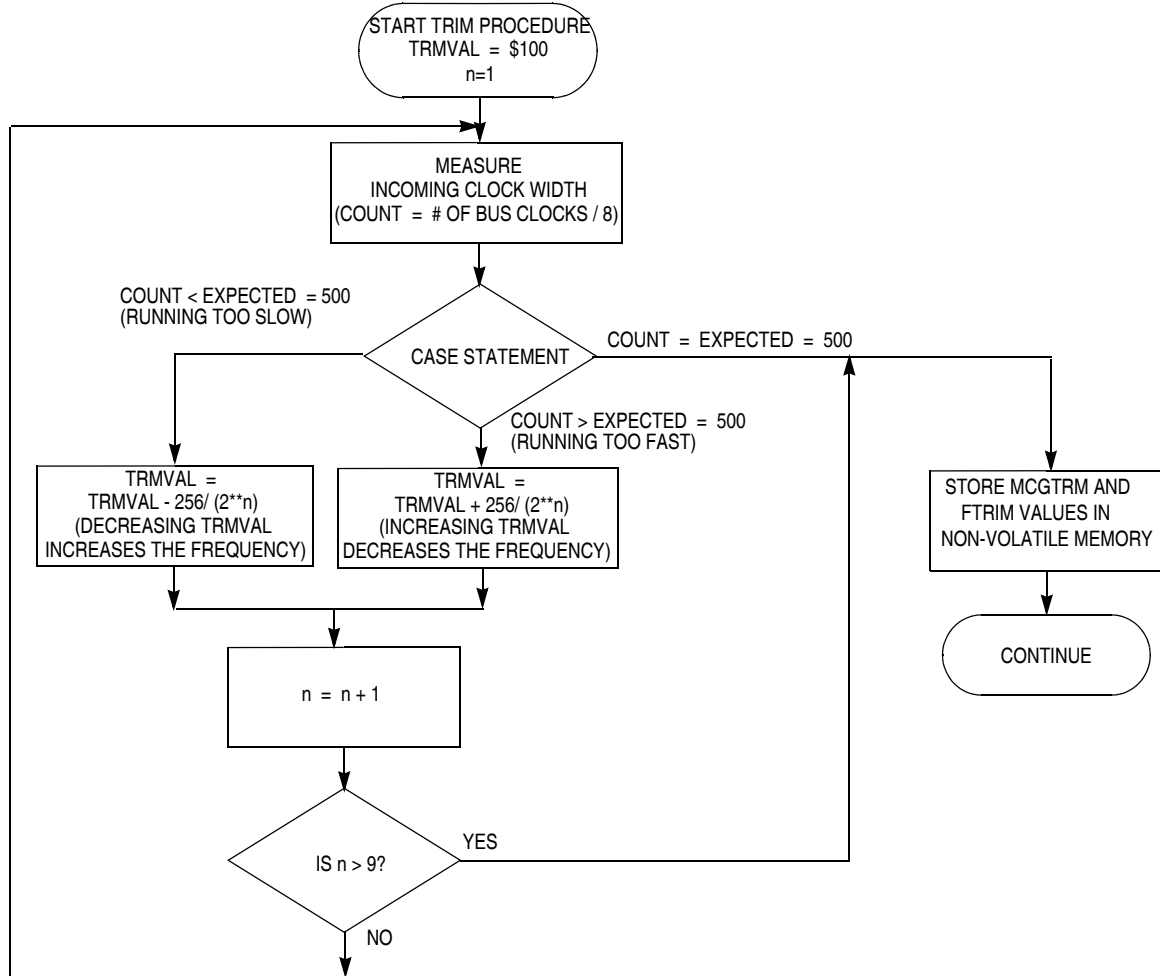 START TRIM PROCEDURE
TRMVAL = $100
n=1
MEASURE
INCOMING CLOCK WIDTH
(COUNT = # OF BUS CLOCKS / 8)
COUNT < EXPECTED = 500
(RUNNING TOO SLOW)
CASE STATEMENT
COUNT = EXPECTED = 500
COUNT > EXPECTED = 500
(RUNNING TOO FAST)
TRMVAL =
TRMVAL - 256/ (2**n)
(DECREASING TRMVAL
INCREASES THE FREQUENCY)
TRMVAL =
TRMVAL + 256/ (2**n)
(INCREASING TRMVAL
DECREASES THE FREQUENCY)
STORE MCGTRM AND
FTRIM VALUES IN
NON-VOLATILE MEMORY
CONTINUE
n = n + 1
IS n > 9?
YES
NO